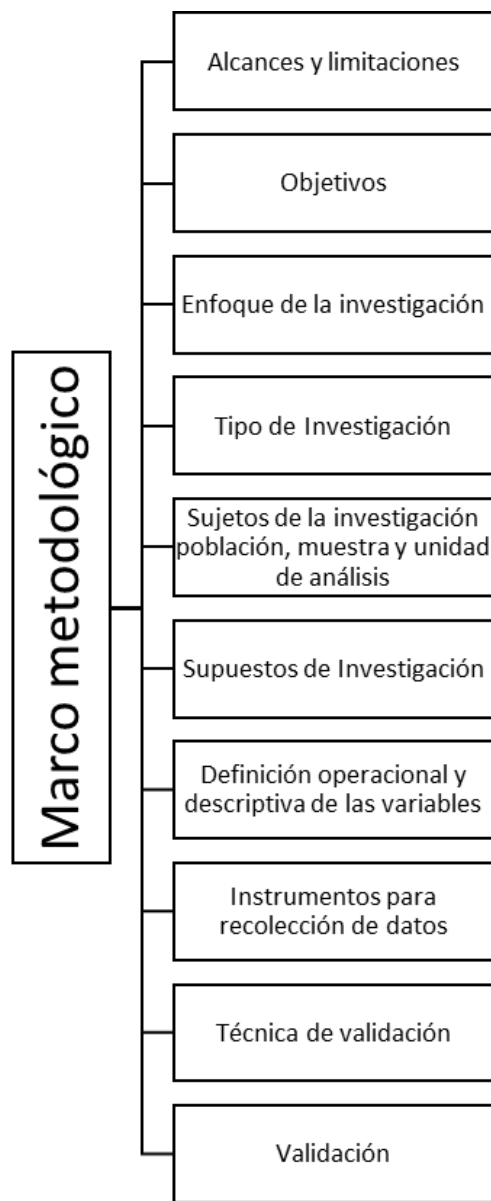 Marco metodológico
Alcances y limitaciones
Objetivos
Enfoque de la investigación
Tipo de Investigación
Sujetos de la investigación
población, muestra y unidad
de análisis
Supuestos de Investigación
Definición operacional y
descriptiva de las variables
Instrumentos para
recolección de datos
Técnica de validación
Validación